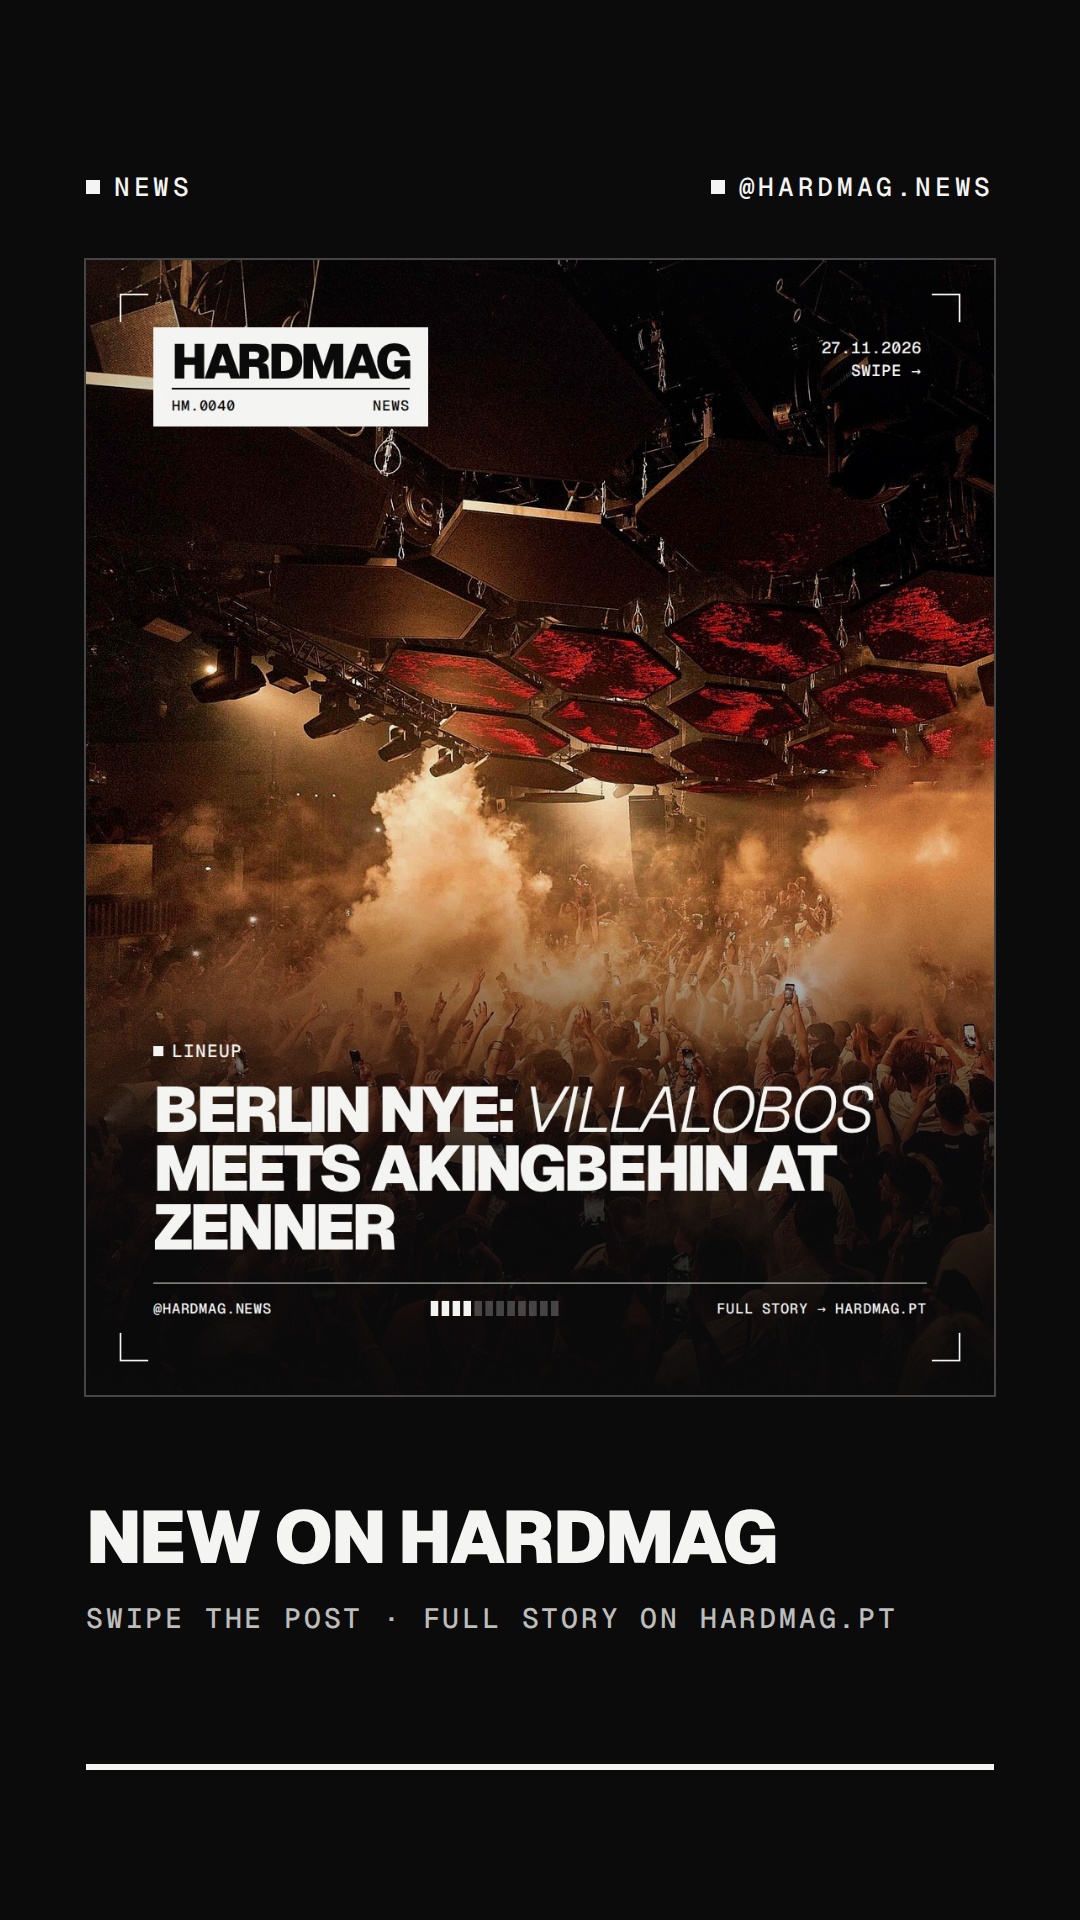 NEWS
@HARDMAG.NEWS
HARDMAG
HM.0040 NEWS
27.11.2026
SWIPE →
LINEUP
BERLIN NYE: VILLALOBOS
MEETS AKINGBEHIN AT
ZENNER
@HARDMAG.NEWS
FULL STORY → HARDMAG.PT
NEW ON HARDMAG
SWIPE THE POST · FULL STORY ON HARDMAG.PT